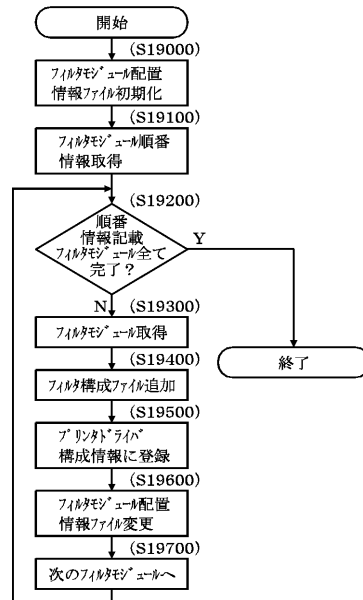 開始
(S19000)
フィルタモジュール配置
情報ファイル初期化
(S19100)
フィルタモジュール順番
情報取得
(S19200)
順番
情報記載
フィルタモジュール全て
完了？
Y
N
(S19300)
フィルタモジュール取得
終了
(S19400)
フィルタ構成ファイル追加
(S19500)
プリンタドライバ
構成情報に登録
(S19600)
フィルタモジュール配置
情報ファイル変更
(S19700)
次のフィルタモジュールへ